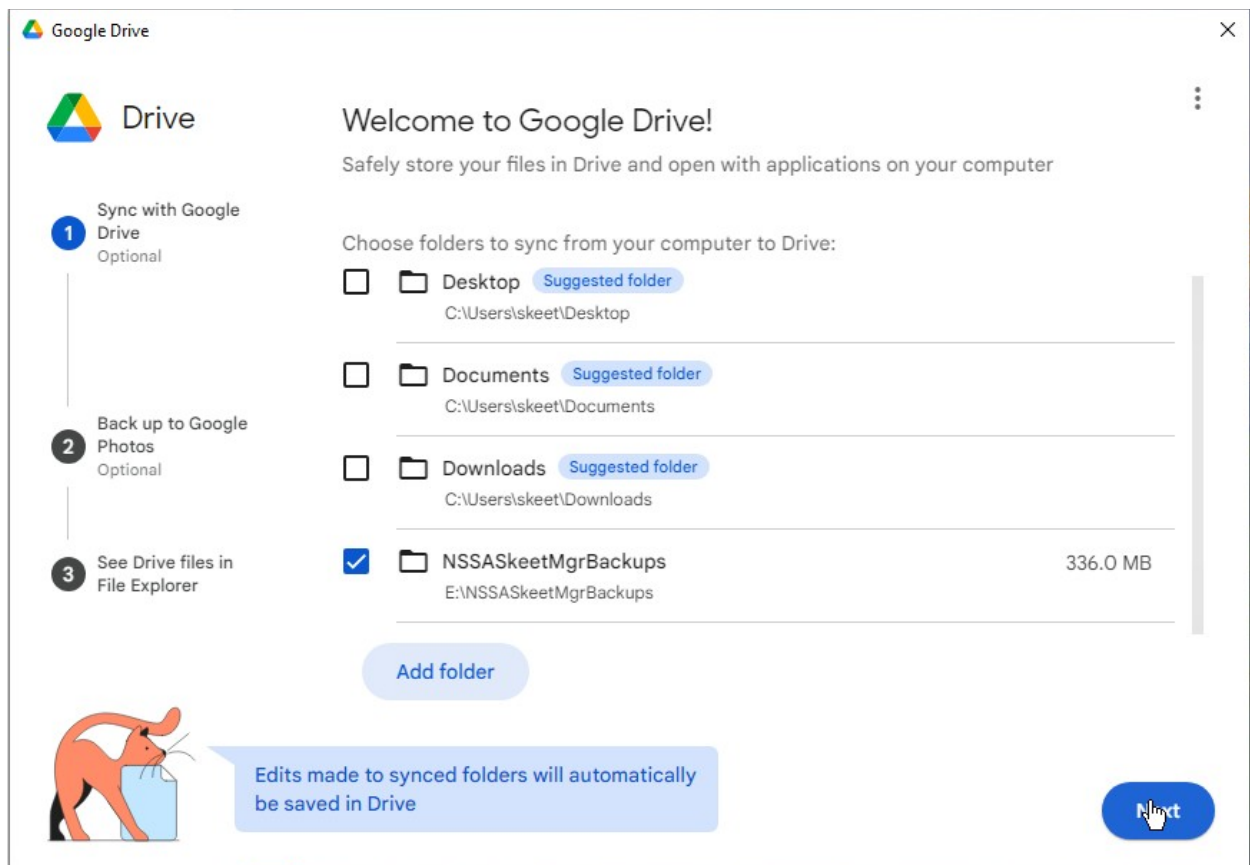 Google Drive
Drive
Welcome to Google Drive!
Safely store your files in Drive and open with applications on your computer
1
Sync with Google
Drive
Optional
2
Back up to Google
Photos
Optional
3
See Drive files in
File Explorer
Choose folders to sync from your computer to Drive:
Desktop Suggested folder
C:\Users\skeet\Desktop
Documents Suggested folder
C:\Users\skeet\Documents
Downloads Suggested folder
C:\Users\skeet\Downloads
NSSASkeetMgrBackups 336.0 MB
E:\NSSASkeetMgrBackups
Add folder
Edits made to synced folders will automatically
be saved in Drive
Next